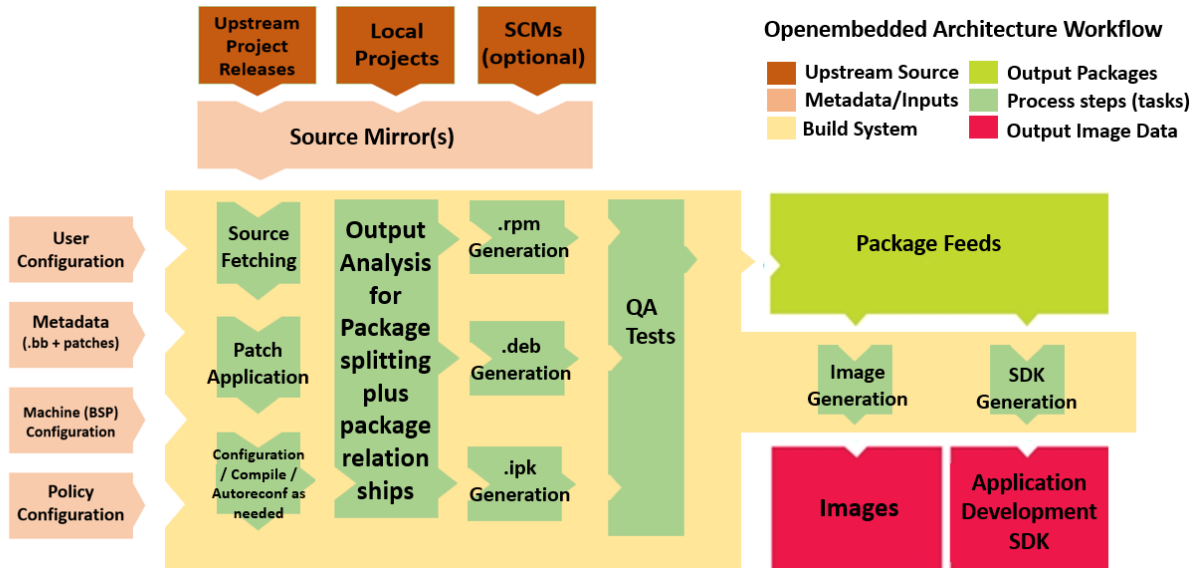 Upstream
Project
Releases
Local
Projects
SCMs
(optional)
Openembedded Architecture Workflow
Upstream Source
Metadata/Inputs
Build System
Output Packages
Process steps (tasks)
Output Image Data
Source Mirror(s)
User
Configuration
Metadata
(.bb + patches)
Machine (BSP)
Configuration
Policy
Configuration
Source
Fetching
Patch
Application
Configuration
/ Compile /
Autoreconf as
needed
Output
Analysis
for
Package
splitting
plus
package
relation
ships
.rpm
Generation
.deb
Generation
.ipk
Generation
QA
Tests
Package Feeds
Image
Generation
SDK
Generation
Images
Application
Development
SDK